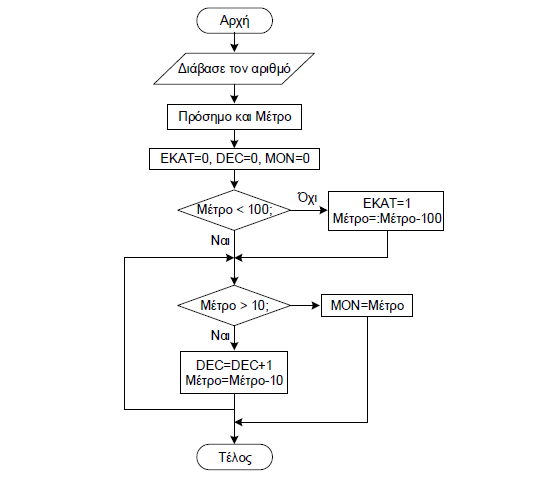 Αρχή
Διάβασε τον αριθμό
Πρόσημο και Μέτρο
ΕΚΑΤ=0, DEC=0, MON=0
Μέτρο < 100;
Όχι
ΕΚΑΤ=1
Μέτρο=:Μέτρο-100
Ναι
Μέτρο > 10;
MON=Μέτρο
Ναι
DEC=DEC+1
Μέτρο=Μέτρο-10
Τέλος